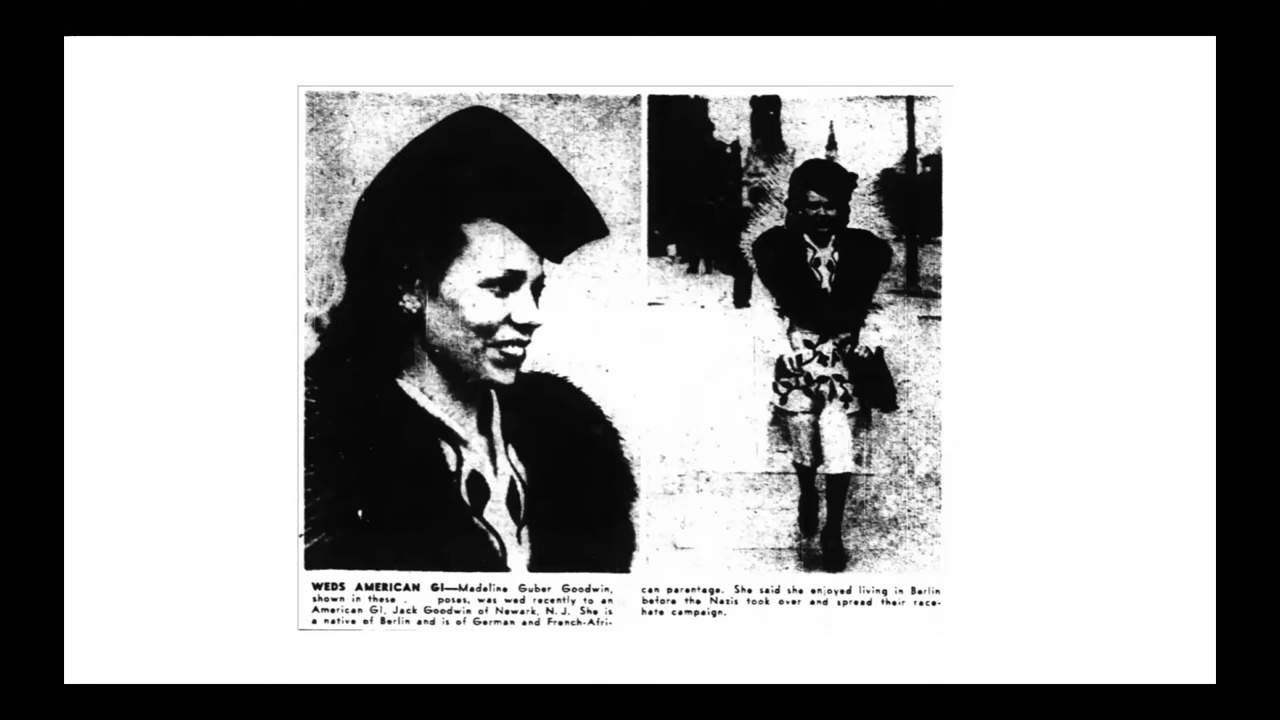 WEDS AMERICAN GI—Madeline Guber Goodwin,
shown in these . poses, was wed recently to an
American GI, Jack Goodwin of Newark, N. J. She is
a native of Berlin and is of German and French-Afri-
can parentage. She said she enjoyed living in Berlin
before the Nazis took over and spread their race-
hate campaign.